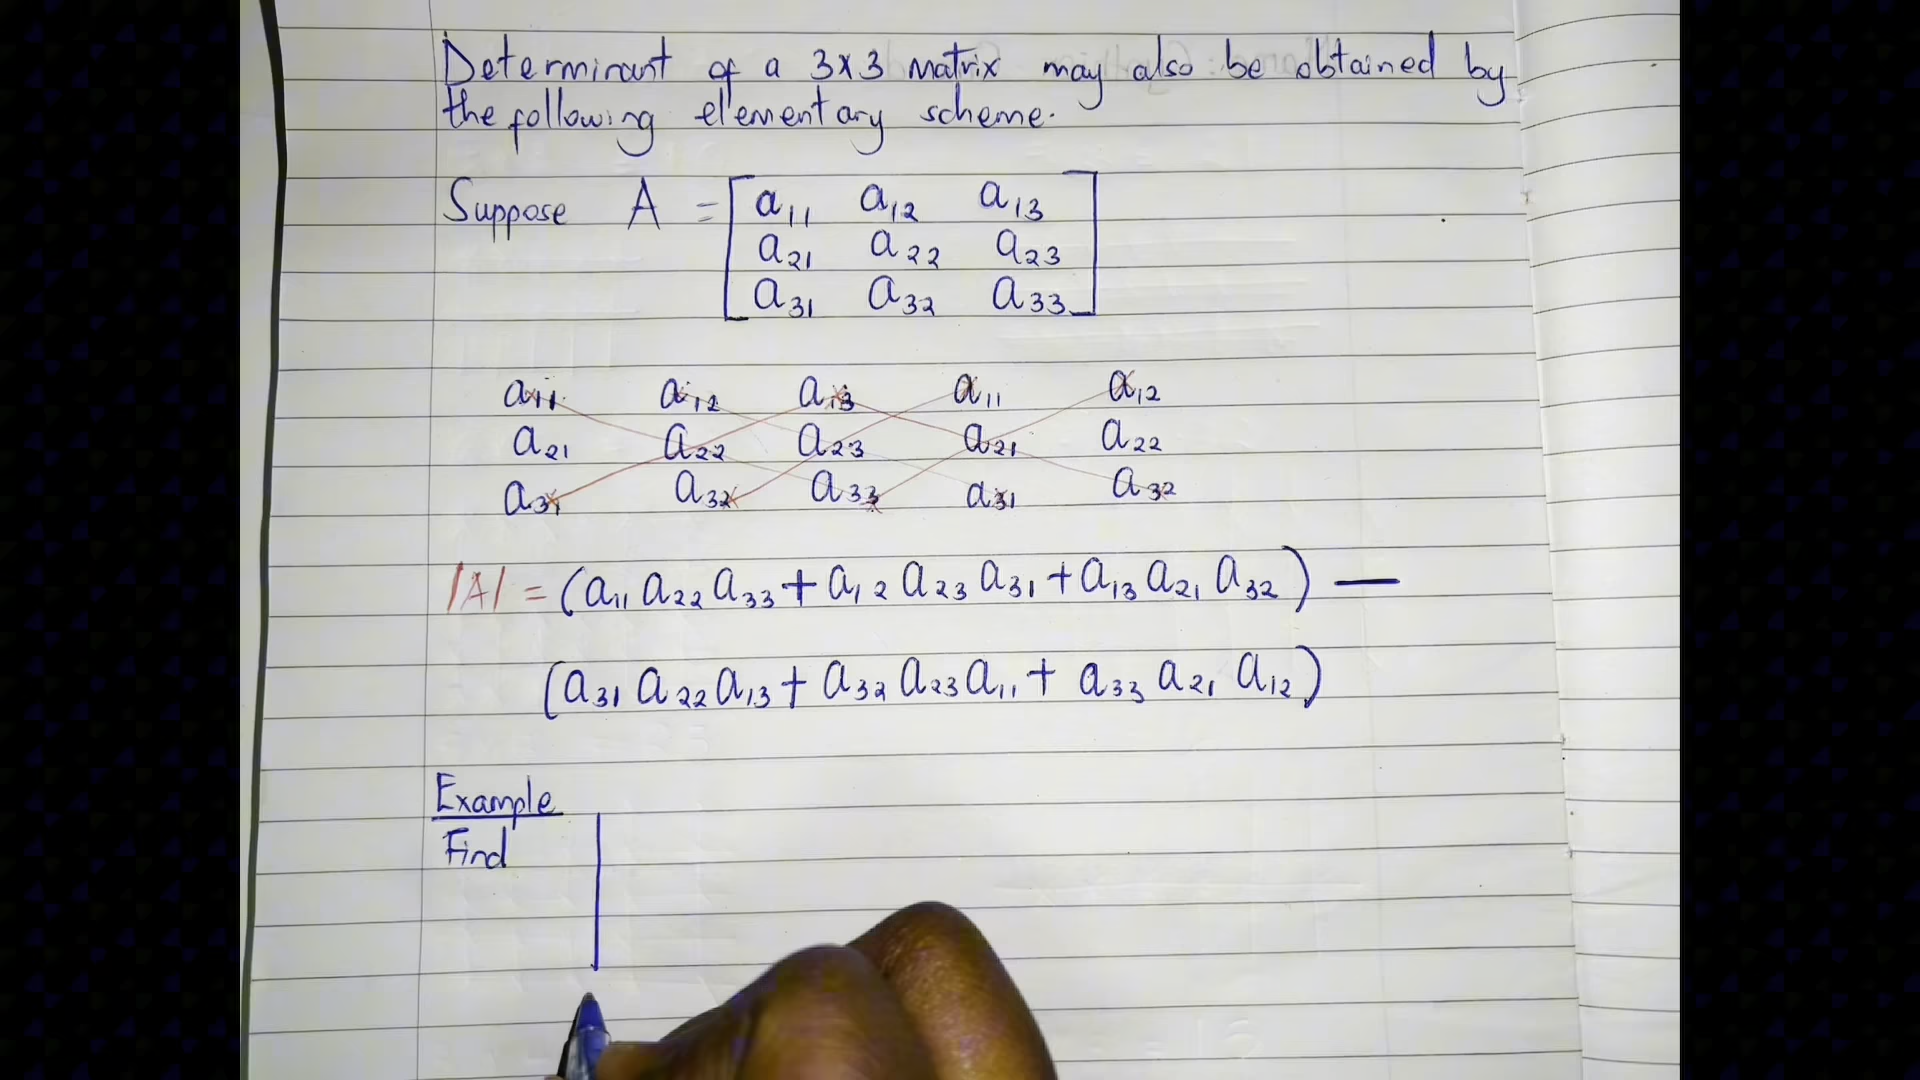 Determinant of a 3x3 matrix may also be obtained by
the following elementary scheme.
Suppose A = [a₁₁ a₁₂ a₁₃
a₂₁ a₂₂ a₂₃
a₃₁ a₃₂ a₃₃]
a₁₁ a₁₂ a₁₃ a₁₁ a₁₂
a₂₁ a₂₂ a₂₃ a₂₁ a₂₂
a₃₁ a₃₂ a₃₃ a₃₁ a₃₂
|A| = (a₁₁ a₂₂ a₃₃ + a₁₂ a₂₃ a₃₁ + a₁₃ a₂₁ a₃₂) —
(a₃₁ a₂₂ a₁₃ + a₃₂ a₂₃ a₁₁ + a₃₃ a₂₁ a₁₂)
Example
Find |